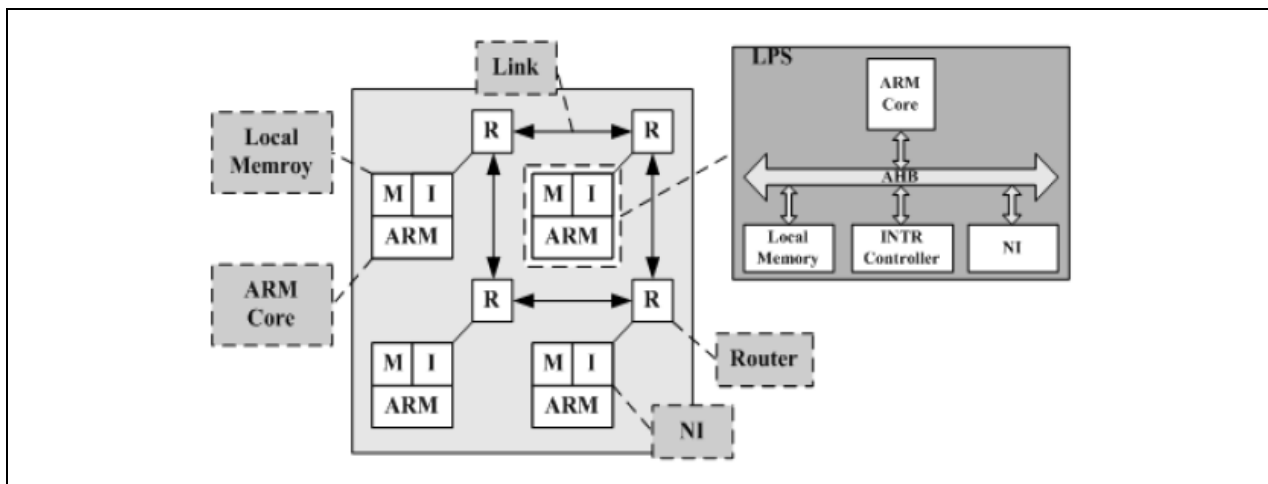 LPS
Link
ARM
Core
R
R
Local
Memroy
AHB
M I
M I
ARM
ARM
Local
Memory
INTR
Controller
NI
ARM
Core
R
R
M I
M I
Router
ARM
ARM
NI